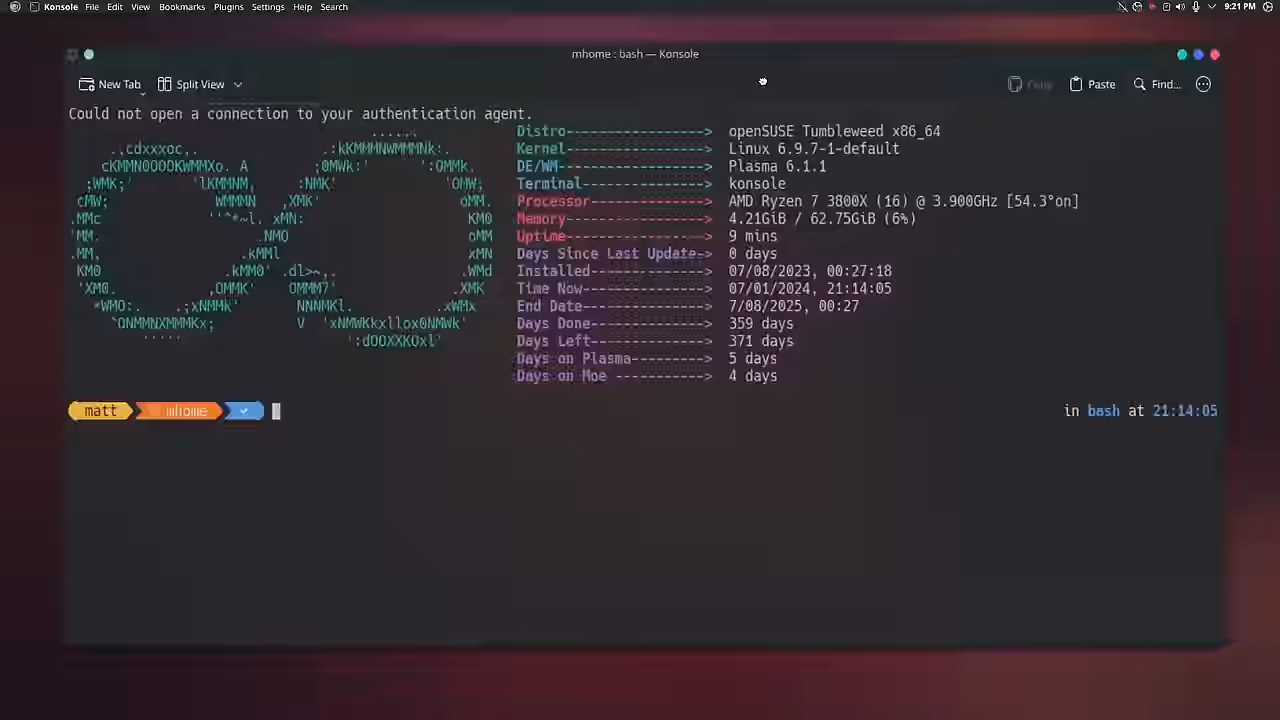 Konsole File Edit View Bookmarks Plugins Settings Help Search 9:21 PM
mhome : bash — Konsole
New Tab Split View Copy Paste Find...
Could not open a connection to your authentication agent.
Distro-----------------> openSUSE Tumbleweed x86_64
Kernel-----------------> Linux 6.9.7-1-default
DE/WM------------------> Plasma 6.1.1
Terminal---------------> konsole
Processor--------------> AMD Ryzen 7 3800X (16) @ 3.900GHz [54.3°on]
Memory-----------------> 4.21GiB / 62.75GiB (6%)
Uptime-----------------> 9 mins
Days Since Last Update-> 0 days
Installed--------------> 07/08/2023, 00:27:18
Time Now---------------> 07/01/2024, 21:14:05
End Date---------------> 7/08/2025, 00:27
Days Done--------------> 359 days
Days Left--------------> 371 days
Days on Plasma---------> 5 days
Days on Moe -----------> 4 days
matt mhome in bash at 21:14:05